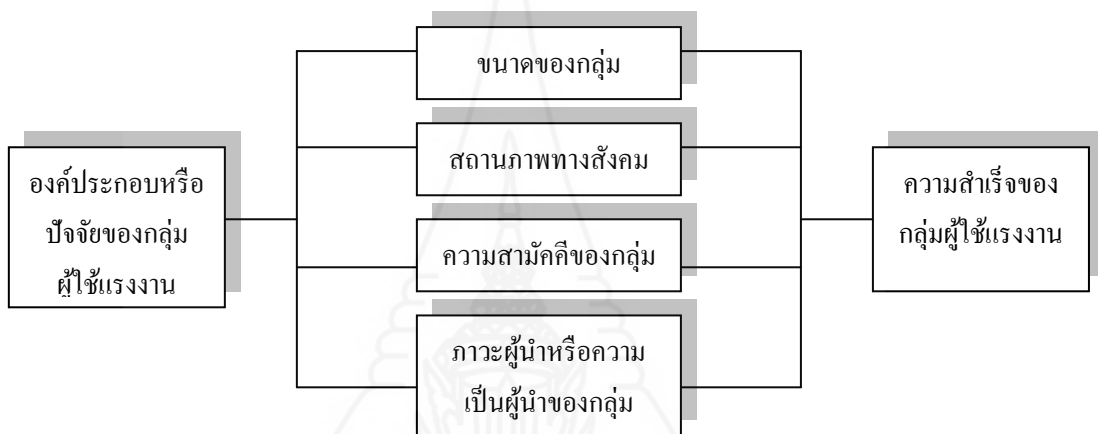 องค์ประกอบหรือ
ปัจจัยของกลุ่ม
ผู้ใช้แรงงาน
ขนาดของกลุ่ม
สถานภาพทางสังคม
ความสามัคคีของกลุ่ม
ภาวะผู้นำหรือความ
เป็นผู้นำของกลุ่ม
ความสำเร็จของ
กลุ่มผู้ใช้แรงงาน